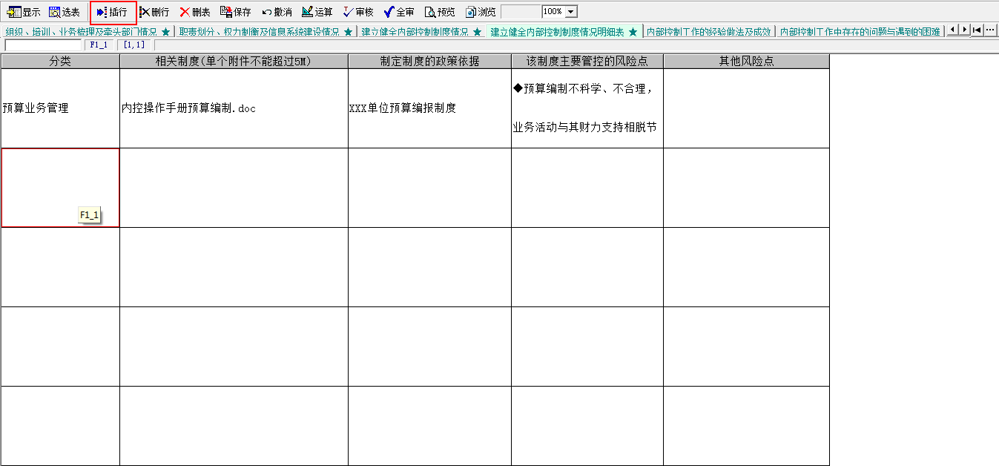 显示 选表 插行 删行 删表 保存 撤消 运算 审核 全审 预览 浏览 100%
组织、培训、业务梳理及牵头部门情况 ★ 职责划分、权力制衡及信息系统建设情况 ★ 建立健全内部控制制度情况 ★ 建立健全内部控制制度情况明细表 ★ 内部控制工作的经验做法及成效 内部控制工作中存在的问题与遇到的困难
F1_1 [1,1]
分类 相关制度(单个附件不能超过5M) 制定制度的政策依据 该制度主要管控的风险点 其他风险点
预算业务管理 内控操作手册预算编制.doc XXX单位预算编报制度 ◆预算编制不科学、不合理，
业务活动与其财力支持相脱节
F1_1